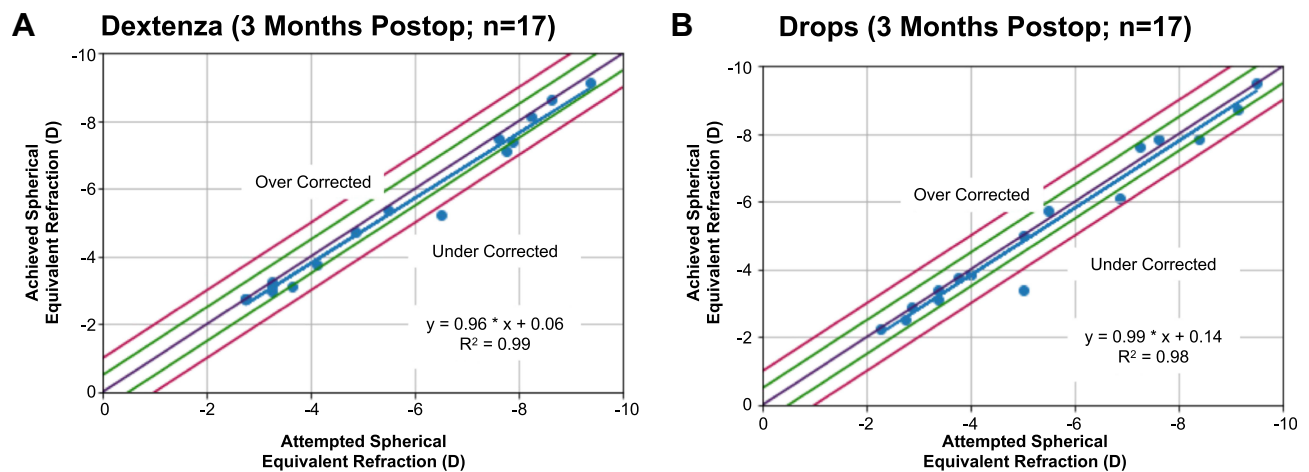 A Dextenza (3 Months Postop; n=17)
-10
-8
-6
-4
-2
0
Achieved Spherical
Equivalent Refraction (D)
Over Corrected
Under Corrected
y = 0.96 * x + 0.06
R² = 0.99
0 -2 -4 -6 -8 -10
Attempted Spherical
Equivalent Refraction (D)
B Drops (3 Months Postop; n=17)
-10
-8
-6
-4
-2
0
Achieved Spherical
Equivalent Refraction (D)
Over Corrected
Under Corrected
y = 0.99 * x + 0.14
R² = 0.98
0 -2 -4 -6 -8 -10
Attempted Spherical
Equivalent Refraction (D)